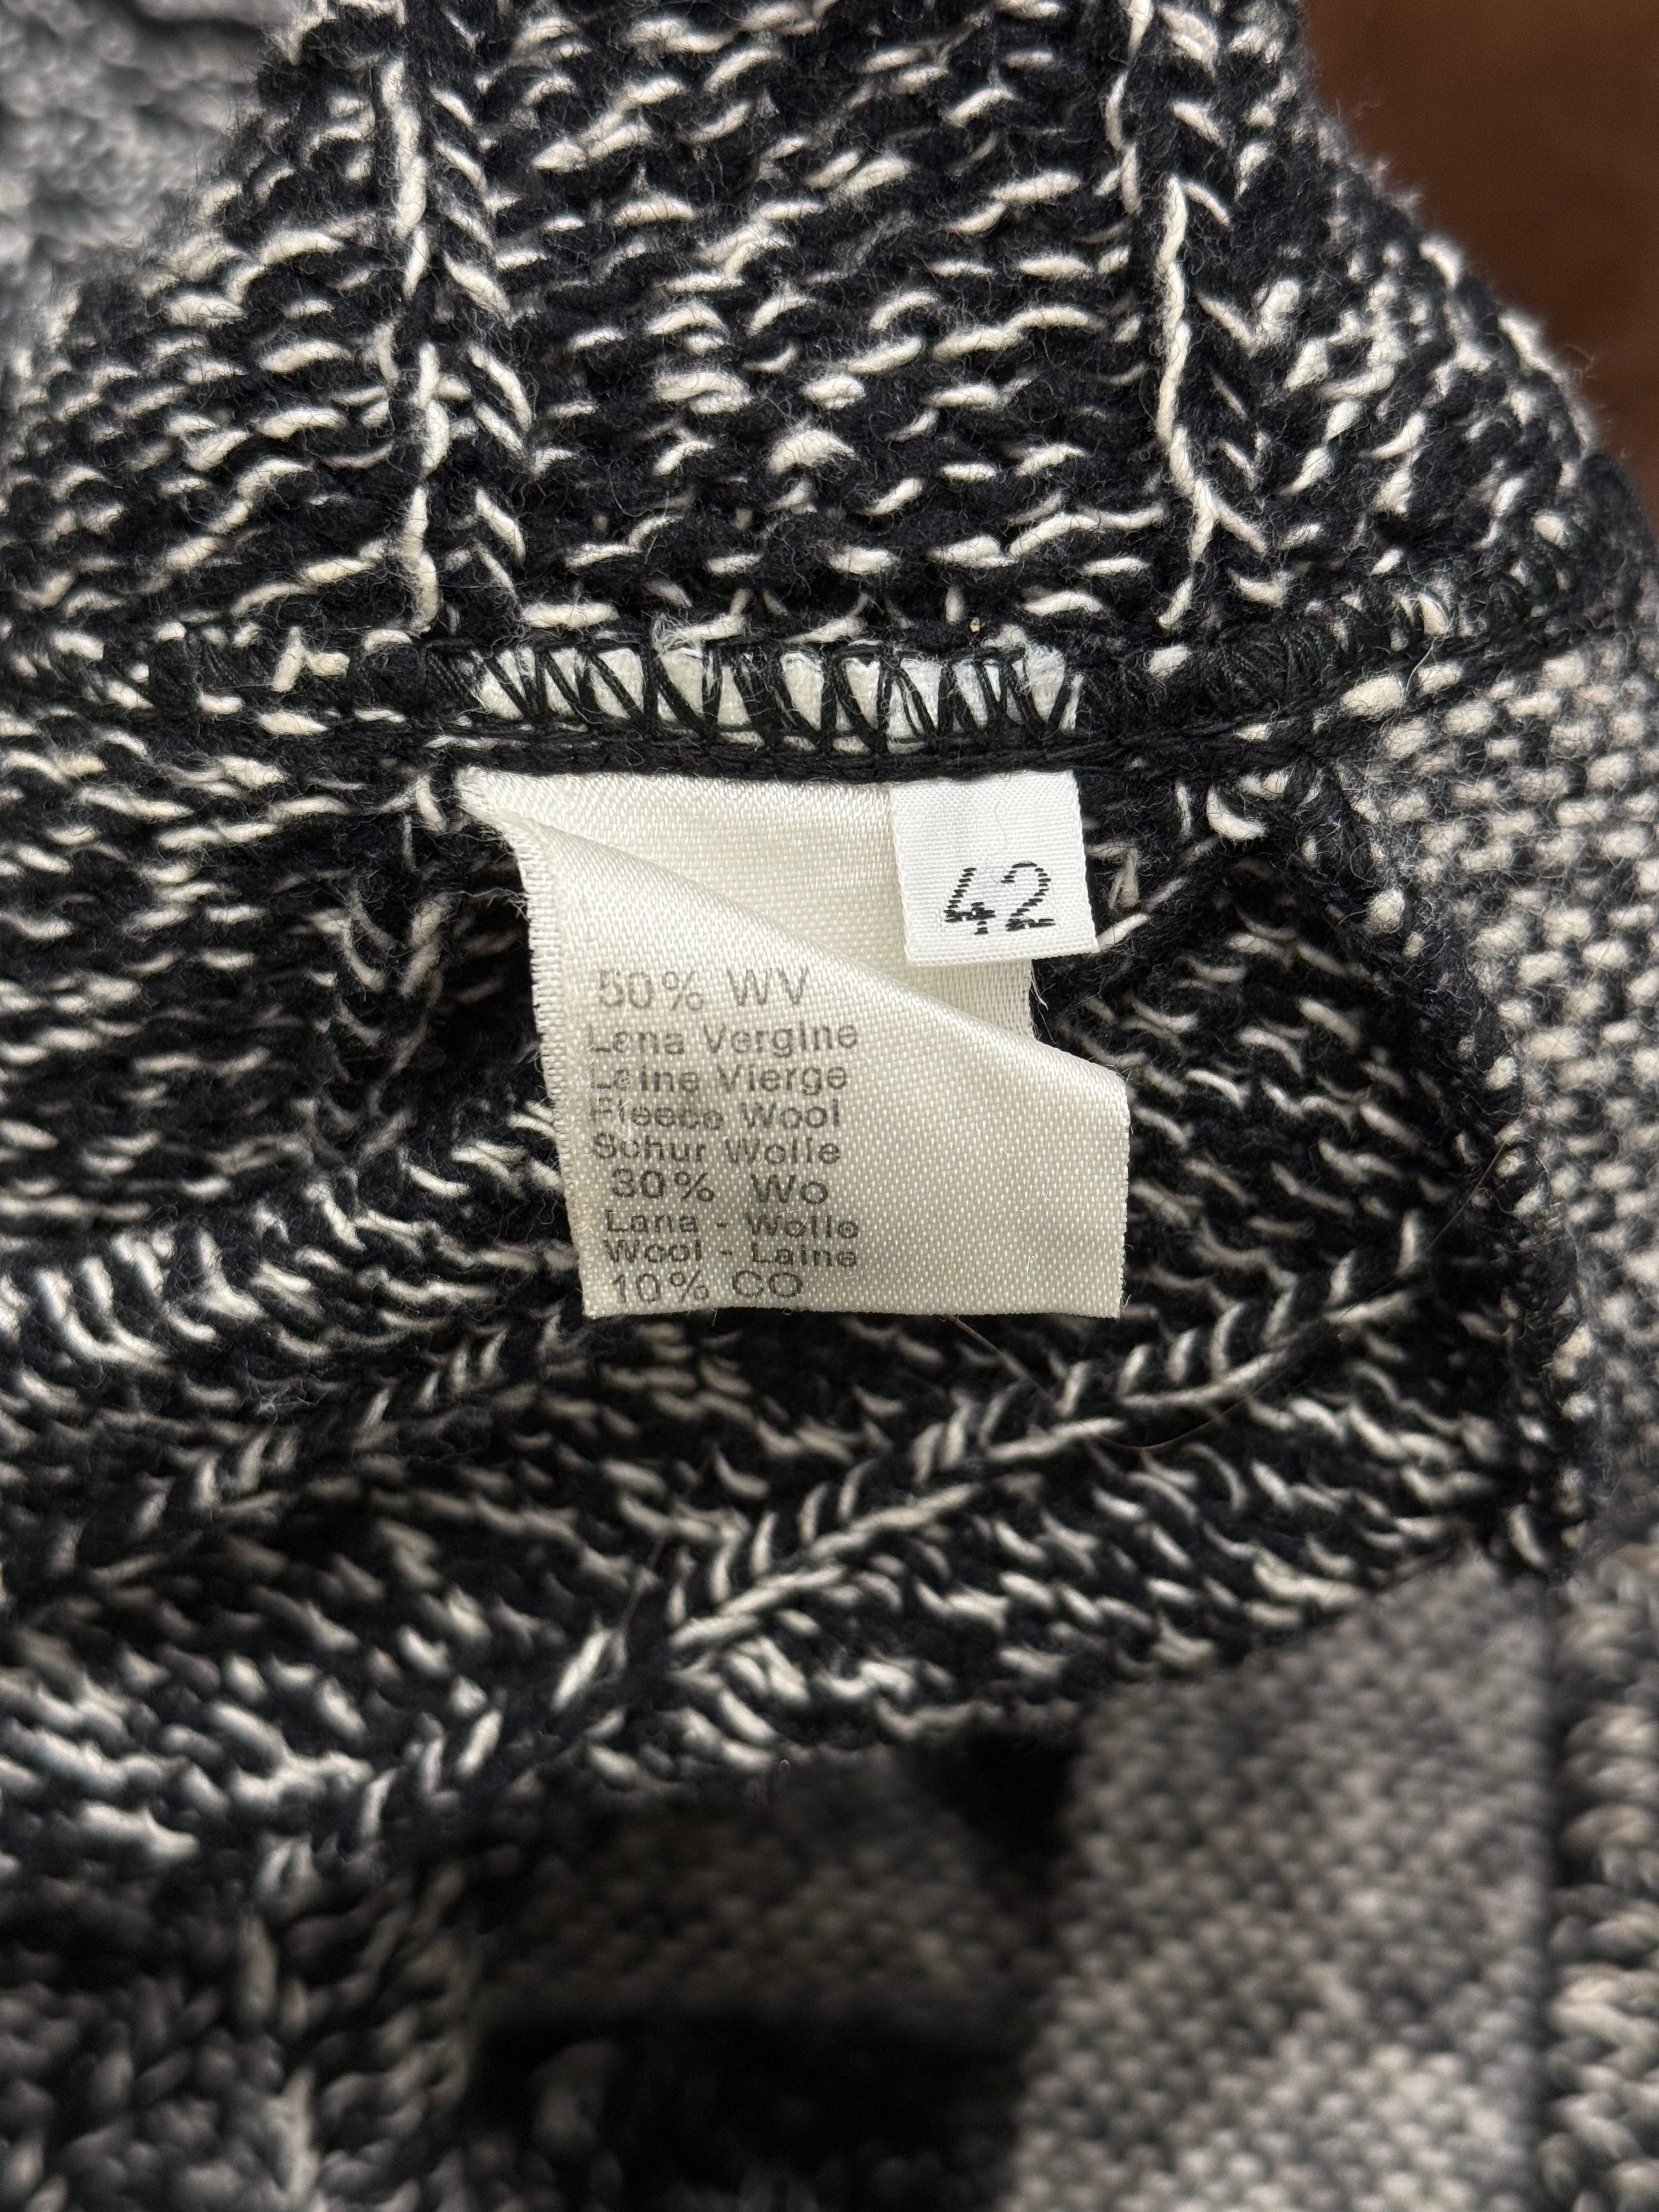 42
50% WV
Lana Vergine
Laine Vierge
Fleece Wool
Schur Wolle
30% Wo
Lana - Wolle
Wool - Laine
10% CO